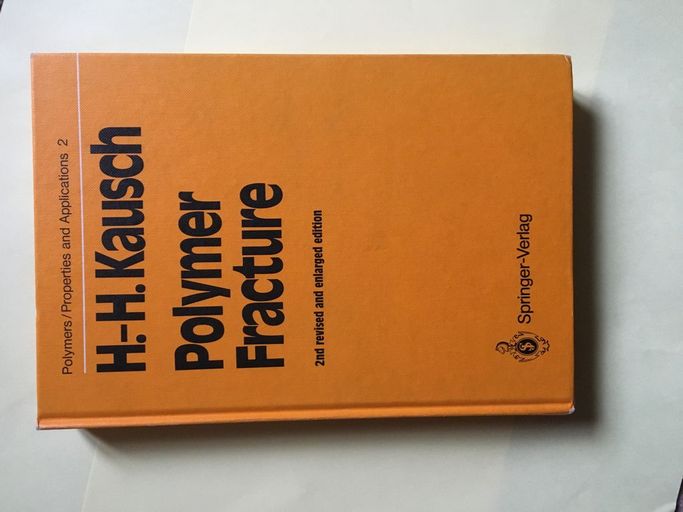 Polymers/Properties and Applications 2
H.-H. Kausch
Polymer
Fracture
2nd revised and enlarged edition
Springer-Verlag